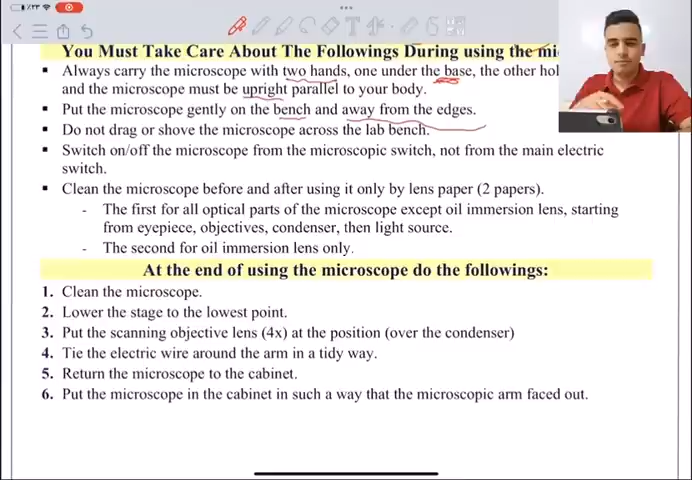 ٢٣٪
You Must Take Care About The Followings During using the mi
▪ Always carry the microscope with two hands, one under the base, the other hol
and the microscope must be upright parallel to your body.
▪ Put the microscope gently on the bench and away from the edges.
▪ Do not drag or shove the microscope across the lab bench.
▪ Switch on/off the microscope from the microscopic switch, not from the main electric
switch.
▪ Clean the microscope before and after using it only by lens paper (2 papers).
- The first for all optical parts of the microscope except oil immersion lens, starting
from eyepiece, objectives, condenser, then light source.
- The second for oil immersion lens only.
At the end of using the microscope do the followings:
1. Clean the microscope.
2. Lower the stage to the lowest point.
3. Put the scanning objective lens (4x) at the position (over the condenser)
4. Tie the electric wire around the arm in a tidy way.
5. Return the microscope to the cabinet.
6. Put the microscope in the cabinet in such a way that the microscopic arm faced out.